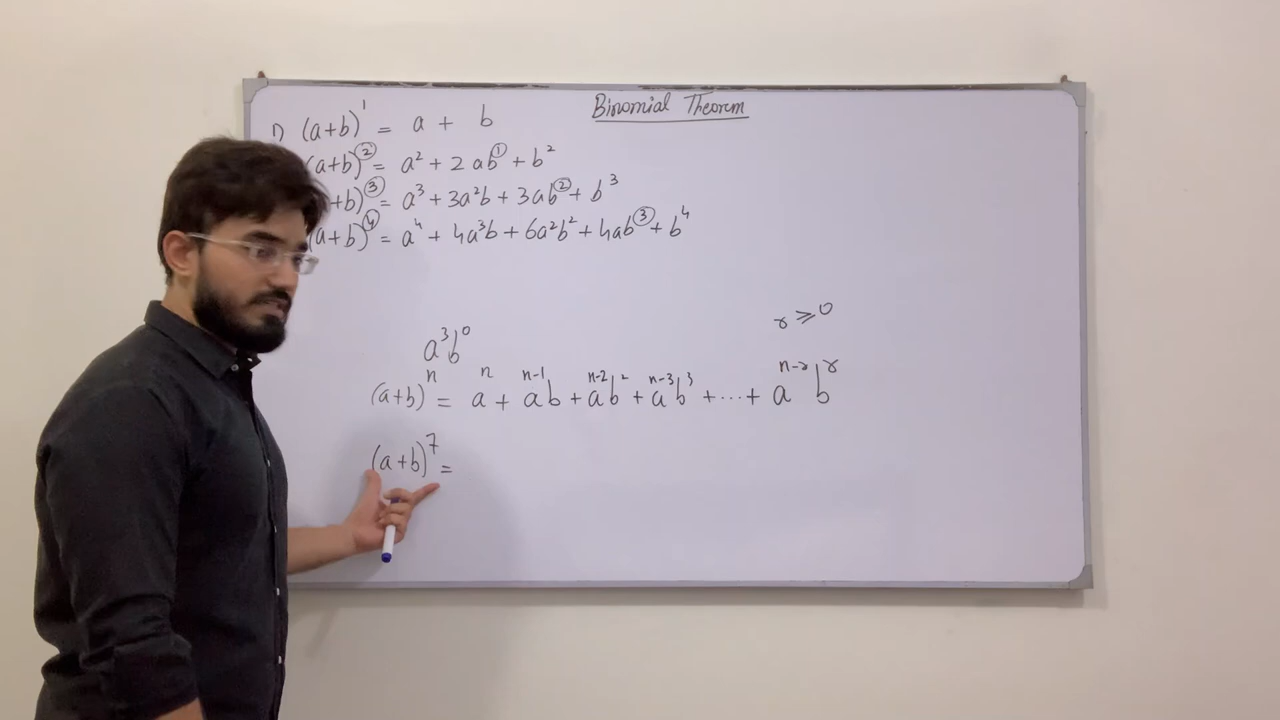 Binomial Theorem
1) (a+b)¹ = a + b
(a+b)² = a² + 2ab¹ + b²
+b)³ = a³ + 3a²b + 3ab² + b³
(a+b)⁴ = a⁴ + 4a³b + 6a²b² + 4ab³ + b⁴
r ≥ 0
a³b⁰
(a+b)ⁿ = aⁿ + aⁿ⁻¹b + aⁿ⁻²b² + aⁿ⁻³b³ + ... + aⁿ⁻ʳ bʳ
(a+b)⁷ =